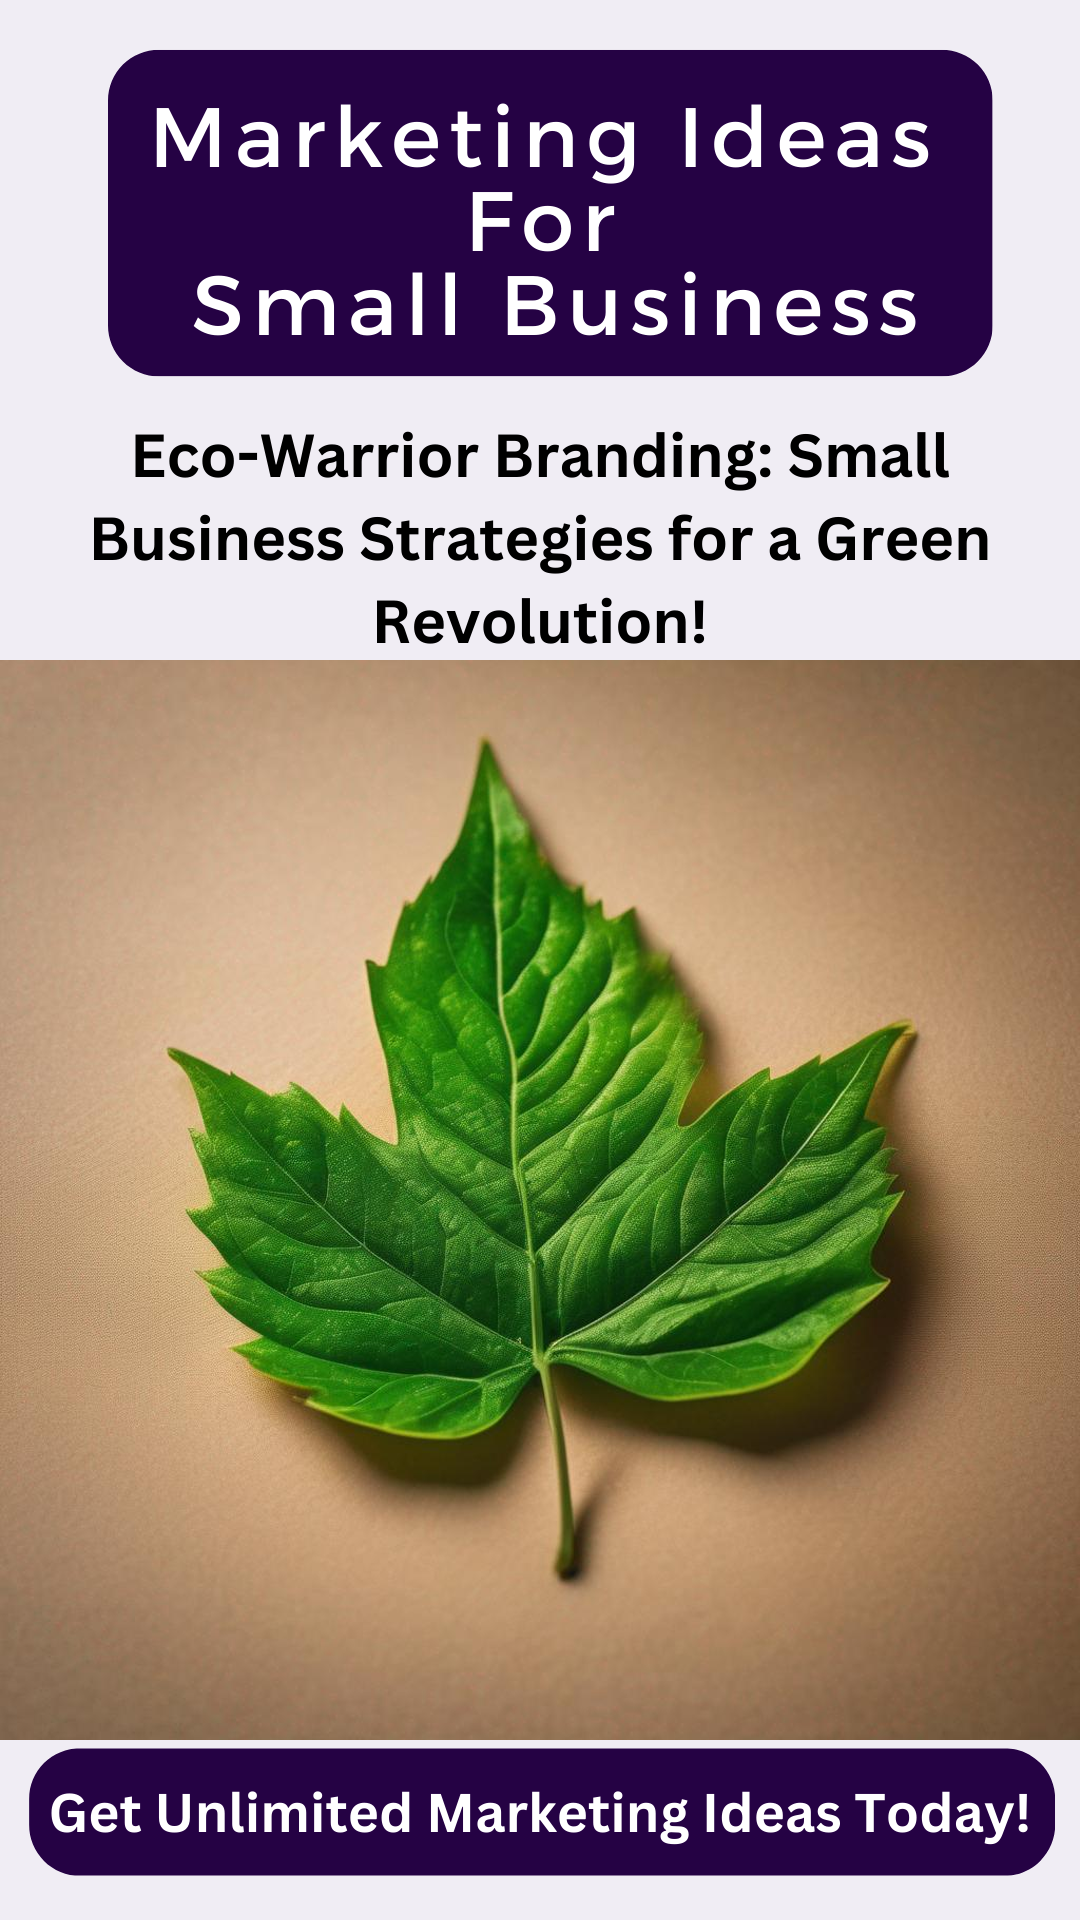 Marketing Ideas
For
Small Business
Eco-Warrior Branding: Small
Business Strategies for a Green
Revolution!
Get Unlimited Marketing Ideas Today!